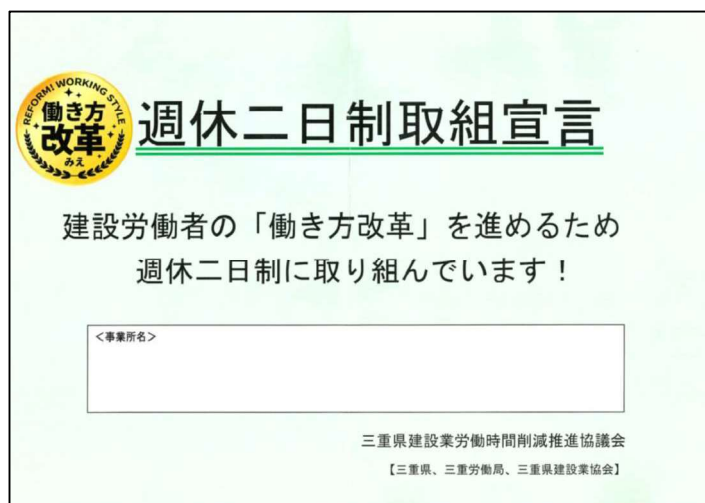 REFORM! WORKING STYLE
働き方
改革
みえ
週休二日制取組宣言
建設労働者の「働き方改革」を進めるため
週休二日制に取り組んでいます！
＜事業所名＞
三重県建設業労働時間削減推進協議会
【三重県、三重労働局、三重県建設業協会】